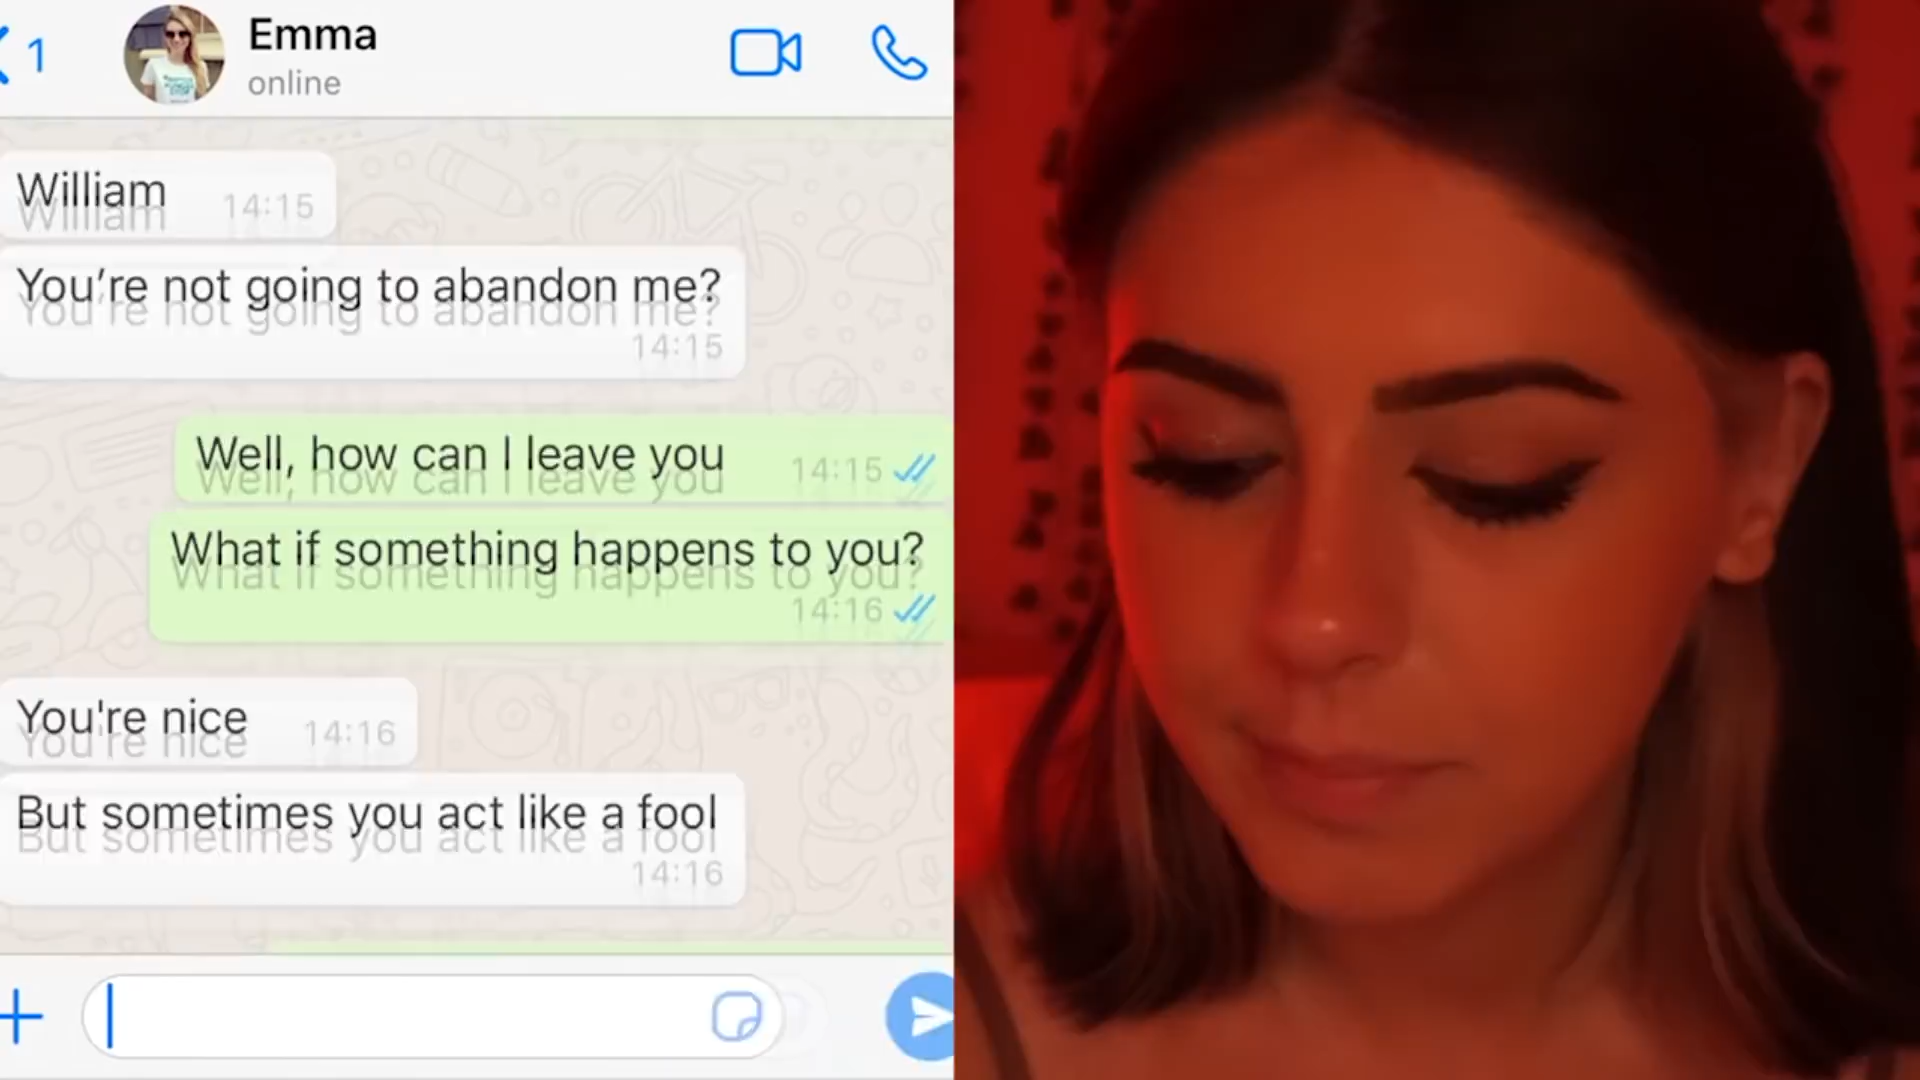 1
Emma
online
William
14:15
You’re not going to abandon me?
14:15
Well, how can I leave you
14:15
What if something happens to you?
14:16
You're nice
14:16
But sometimes you act like a fool
14:16